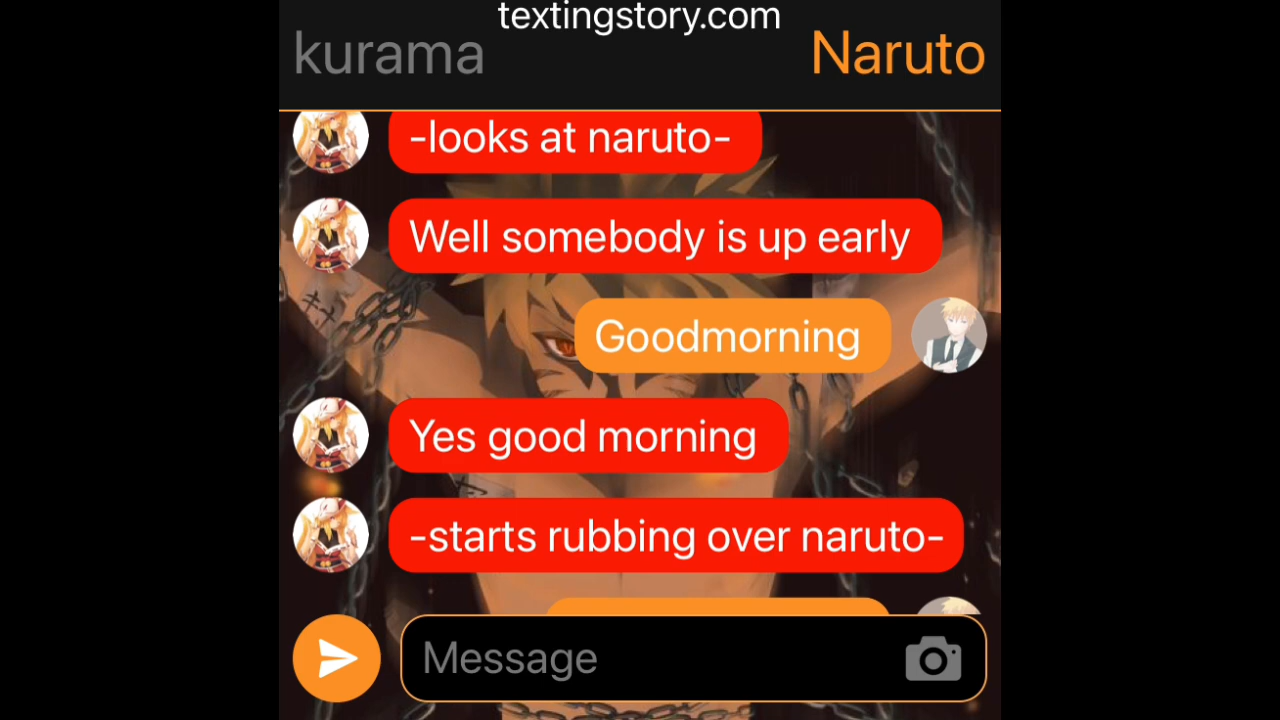 textingstory.com
kurama
Naruto
-looks at naruto-
Well somebody is up early
Goodmorning
Yes good morning
-starts rubbing over naruto-
Message